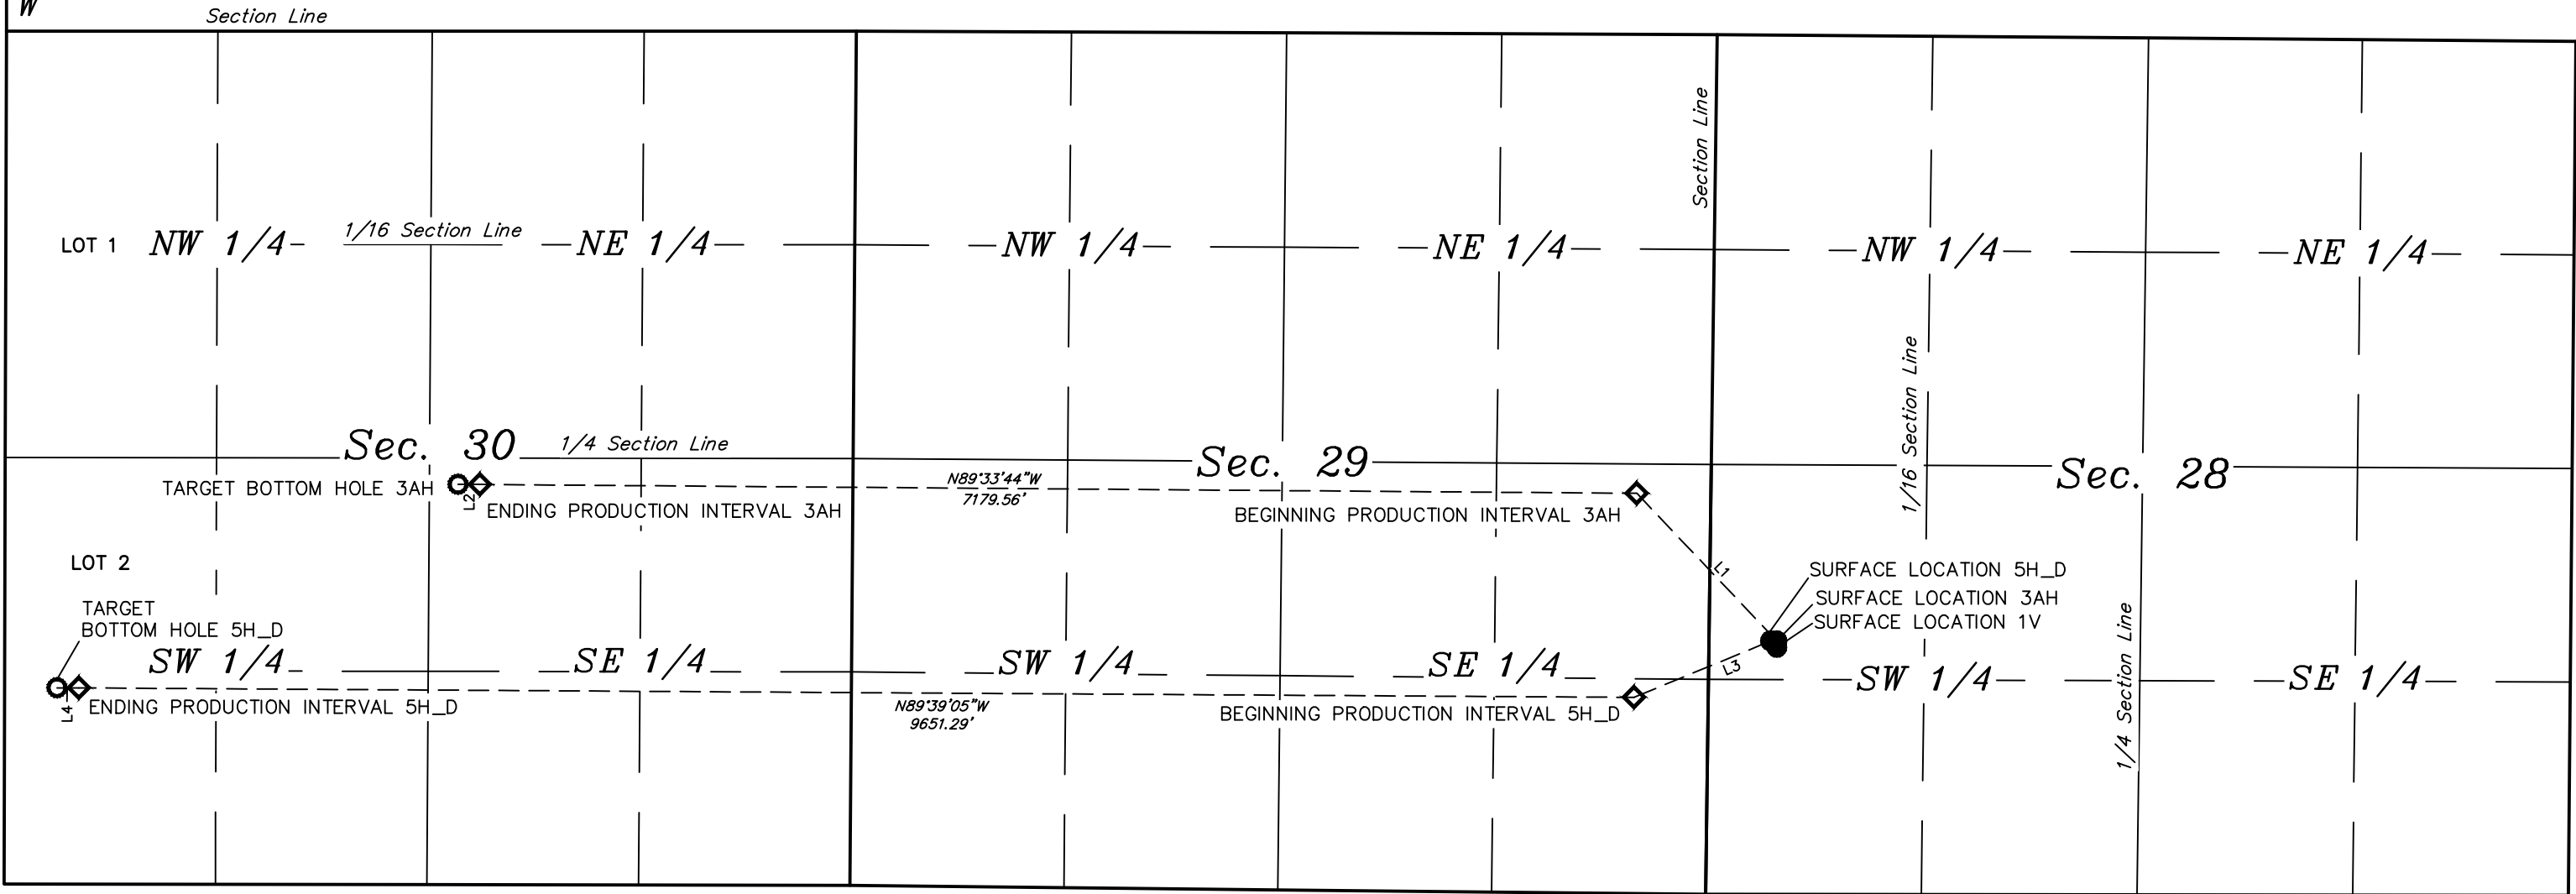 W
Section Line
Section Line
LOT 1
NW 1/4
1/16 Section Line
NE 1/4
NW 1/4
NE 1/4
NW 1/4
NE 1/4
1/16 Section Line
Sec. 30
1/4 Section Line
Sec. 29
Sec. 28
TARGET BOTTOM HOLE 3AH
L2
ENDING PRODUCTION INTERVAL 3AH
N89°33'44"W
7179.56'
BEGINNING PRODUCTION INTERVAL 3AH
LOT 2
L1
SURFACE LOCATION 5H_D
SURFACE LOCATION 3AH
SURFACE LOCATION 1V
TARGET
BOTTOM HOLE 5H_D
SW 1/4
SE 1/4
SW 1/4
SE 1/4
L3
SW 1/4
1/4 Section Line
SE 1/4
L4
ENDING PRODUCTION INTERVAL 5H_D
N89°39'05"W
9651.29'
BEGINNING PRODUCTION INTERVAL 5H_D